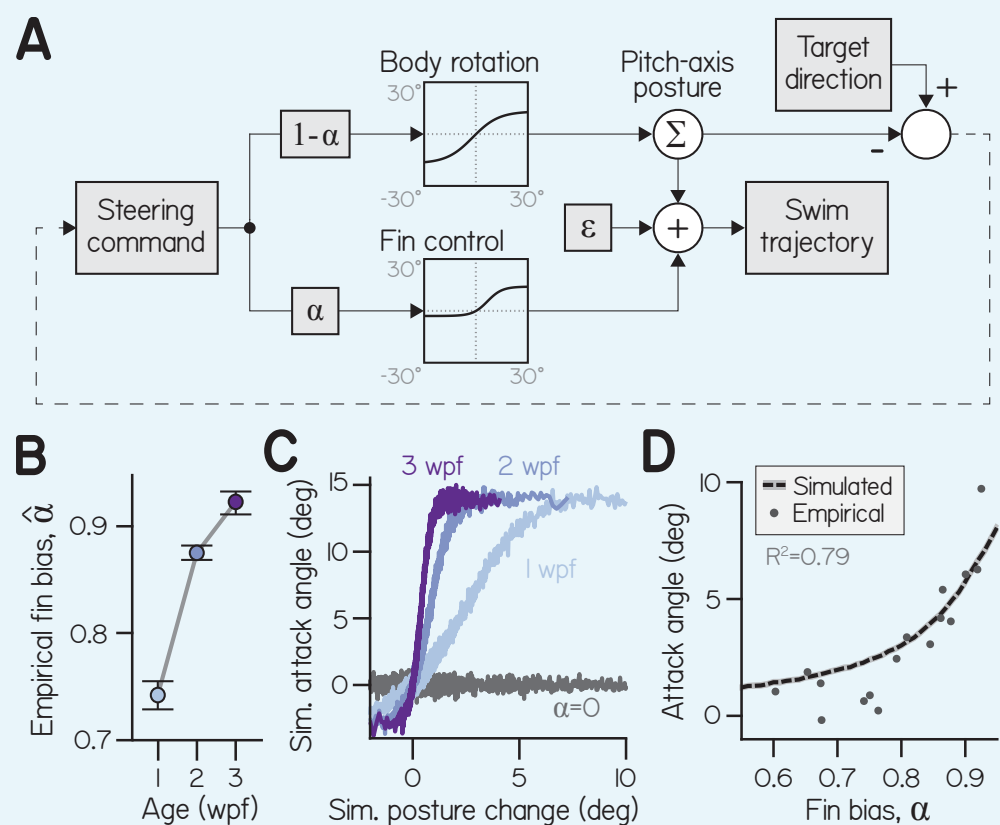 A
Body rotation
30°
-30°
30°
Pitch-axis
posture
Target
direction
+
-
1-α
Σ
Steering
command
ε
+
Swim
trajectory
Fin control
30°
-30°
30°
α
B
Empirical fin bias, α̂
0.9
0.8
0.7
1
2
3
Age (wpf)
C
3 wpf
2 wpf
1 wpf
α=0
Sim. attack angle (deg)
15
10
5
0
0
5
10
Sim. posture change (deg)
D
Simulated
Empirical
R²=0.79
Attack angle (deg)
10
5
0
0.6
0.7
0.8
0.9
Fin bias, α